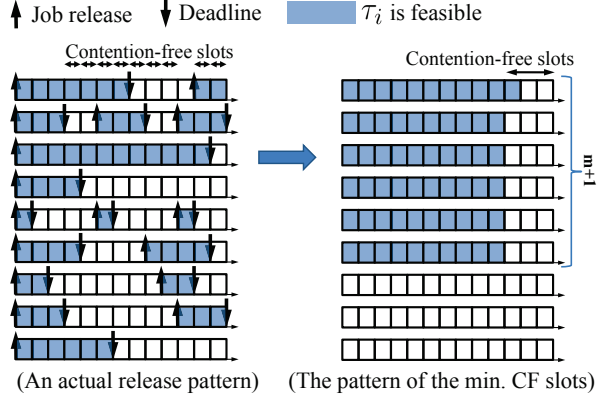 Job release Deadline τi is feasible
Contention-free slots
Contention-free slots
m+1
(An actual release pattern) (The pattern of the min. CF slots)